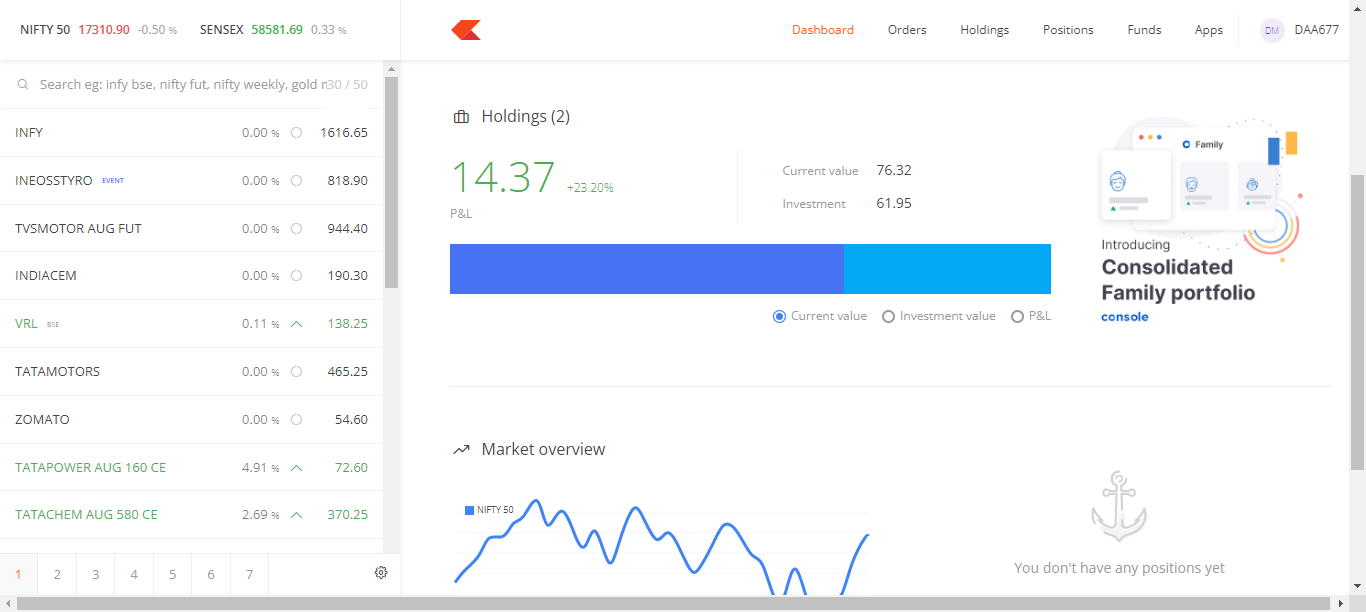 NIFTY 50 17310.90 -0.50 % SENSEX 58581.69 0.33 %
Dashboard Orders Holdings Positions Funds Apps DM DAA677
Search eg: infy bse, nifty fut, nifty weekly, gold 30 / 50
INFY 0.00 % 1616.65
INEOSSTYRO EVENT 0.00 % 818.90
TVSMOTOR AUG FUT 0.00 % 944.40
INDIACEM 0.00 % 190.30
VRL BSE 0.11 % 138.25
TATAMOTORS 0.00 % 465.25
ZOMATO 0.00 % 54.60
TATAPOWER AUG 160 CE 4.91 % 72.60
TATACHEM AUG 580 CE 2.69 % 370.25
1 2 3 4 5 6 7
Holdings (2)
14.37 +23.20%
P&L
Current value 76.32
Investment 61.95
Current value Investment value P&L
Family
Introducing
Consolidated
Family portfolio
console
Market overview
NIFTY 50
You don't have any positions yet